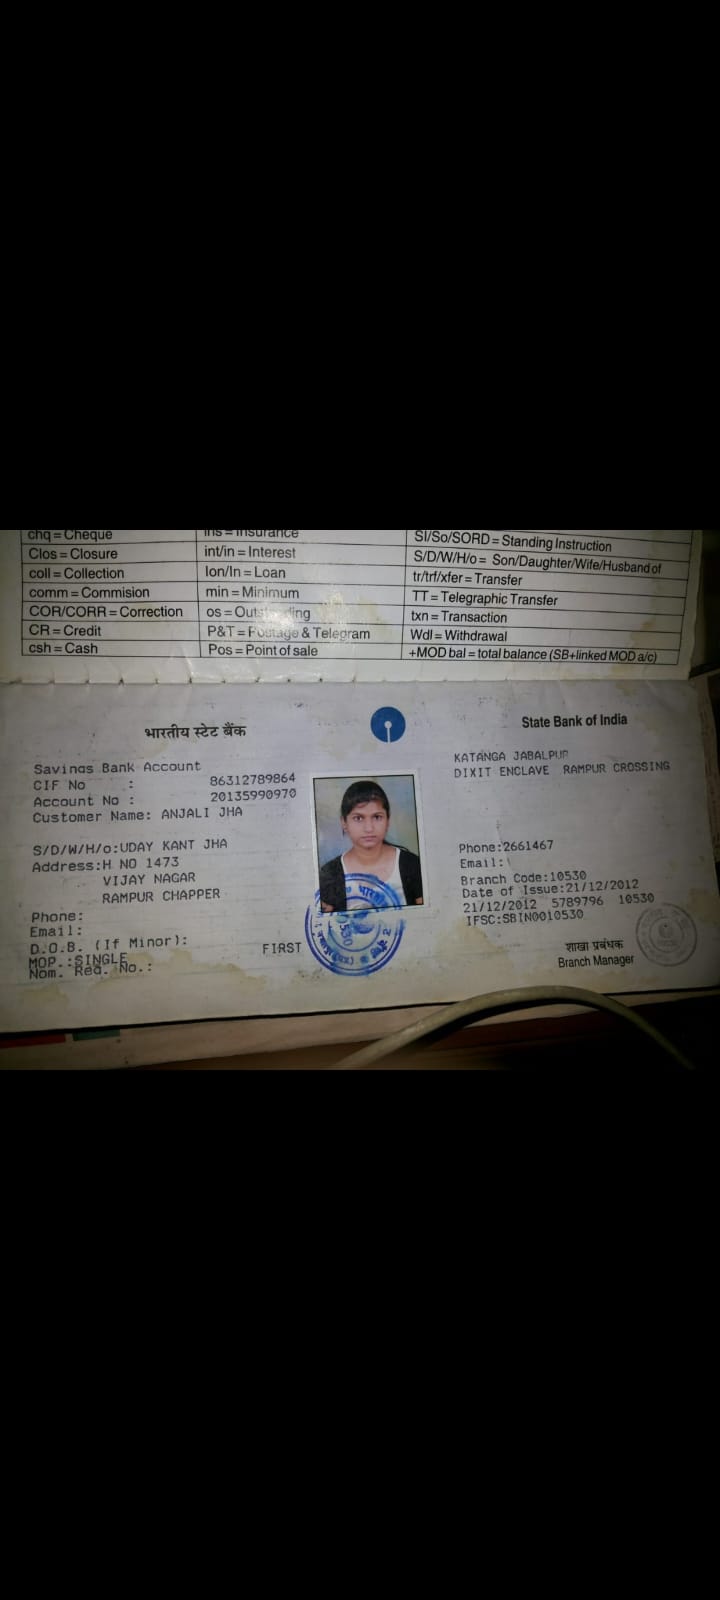 chq = Cheque
ins = Insurance
SI/So/SORD = Standing Instruction
Clos = Closure
int/in = Interest
S/D/W/H/o = Son/Daughter/Wife/Husband of
coll = Collection
lon/ln = Loan
tr/trf/xfer = Transfer
comm = Commision
min = Minimum
TT = Telegraphic Transfer
COR/CORR = Correction
os = Outstanding
txn = Transaction
CR = Credit
P&T = Postage & Telegram
Wdl = Withdrawal
csh = Cash
Pos = Point of sale
+MOD bal = total balance (SB+linked MOD a/c)
भारतीय स्टेट बैंक
State Bank of India
Savings Bank Account
CIF No : 86312789864
Account No : 20135990970
Customer Name: ANJALI JHA
S/D/W/H/o:UDAY KANT JHA
Address:H NO 1473
VIJAY NAGAR
RAMPUR CHAPPER
Phone:
Email:
D.O.B. (If Minor):
MOP.:SINGLE
Nom. Reg. No.:
FIRST
KATANGA JABALPUR
DIXIT ENCLAVE RAMPUR CROSSING
Phone:2661467
Email:
Branch Code:10530
Date of Issue:21/12/2012
21/12/2012 5789796 10530
IFSC:SBIN0010530
शाखा प्रबंधक
Branch Manager